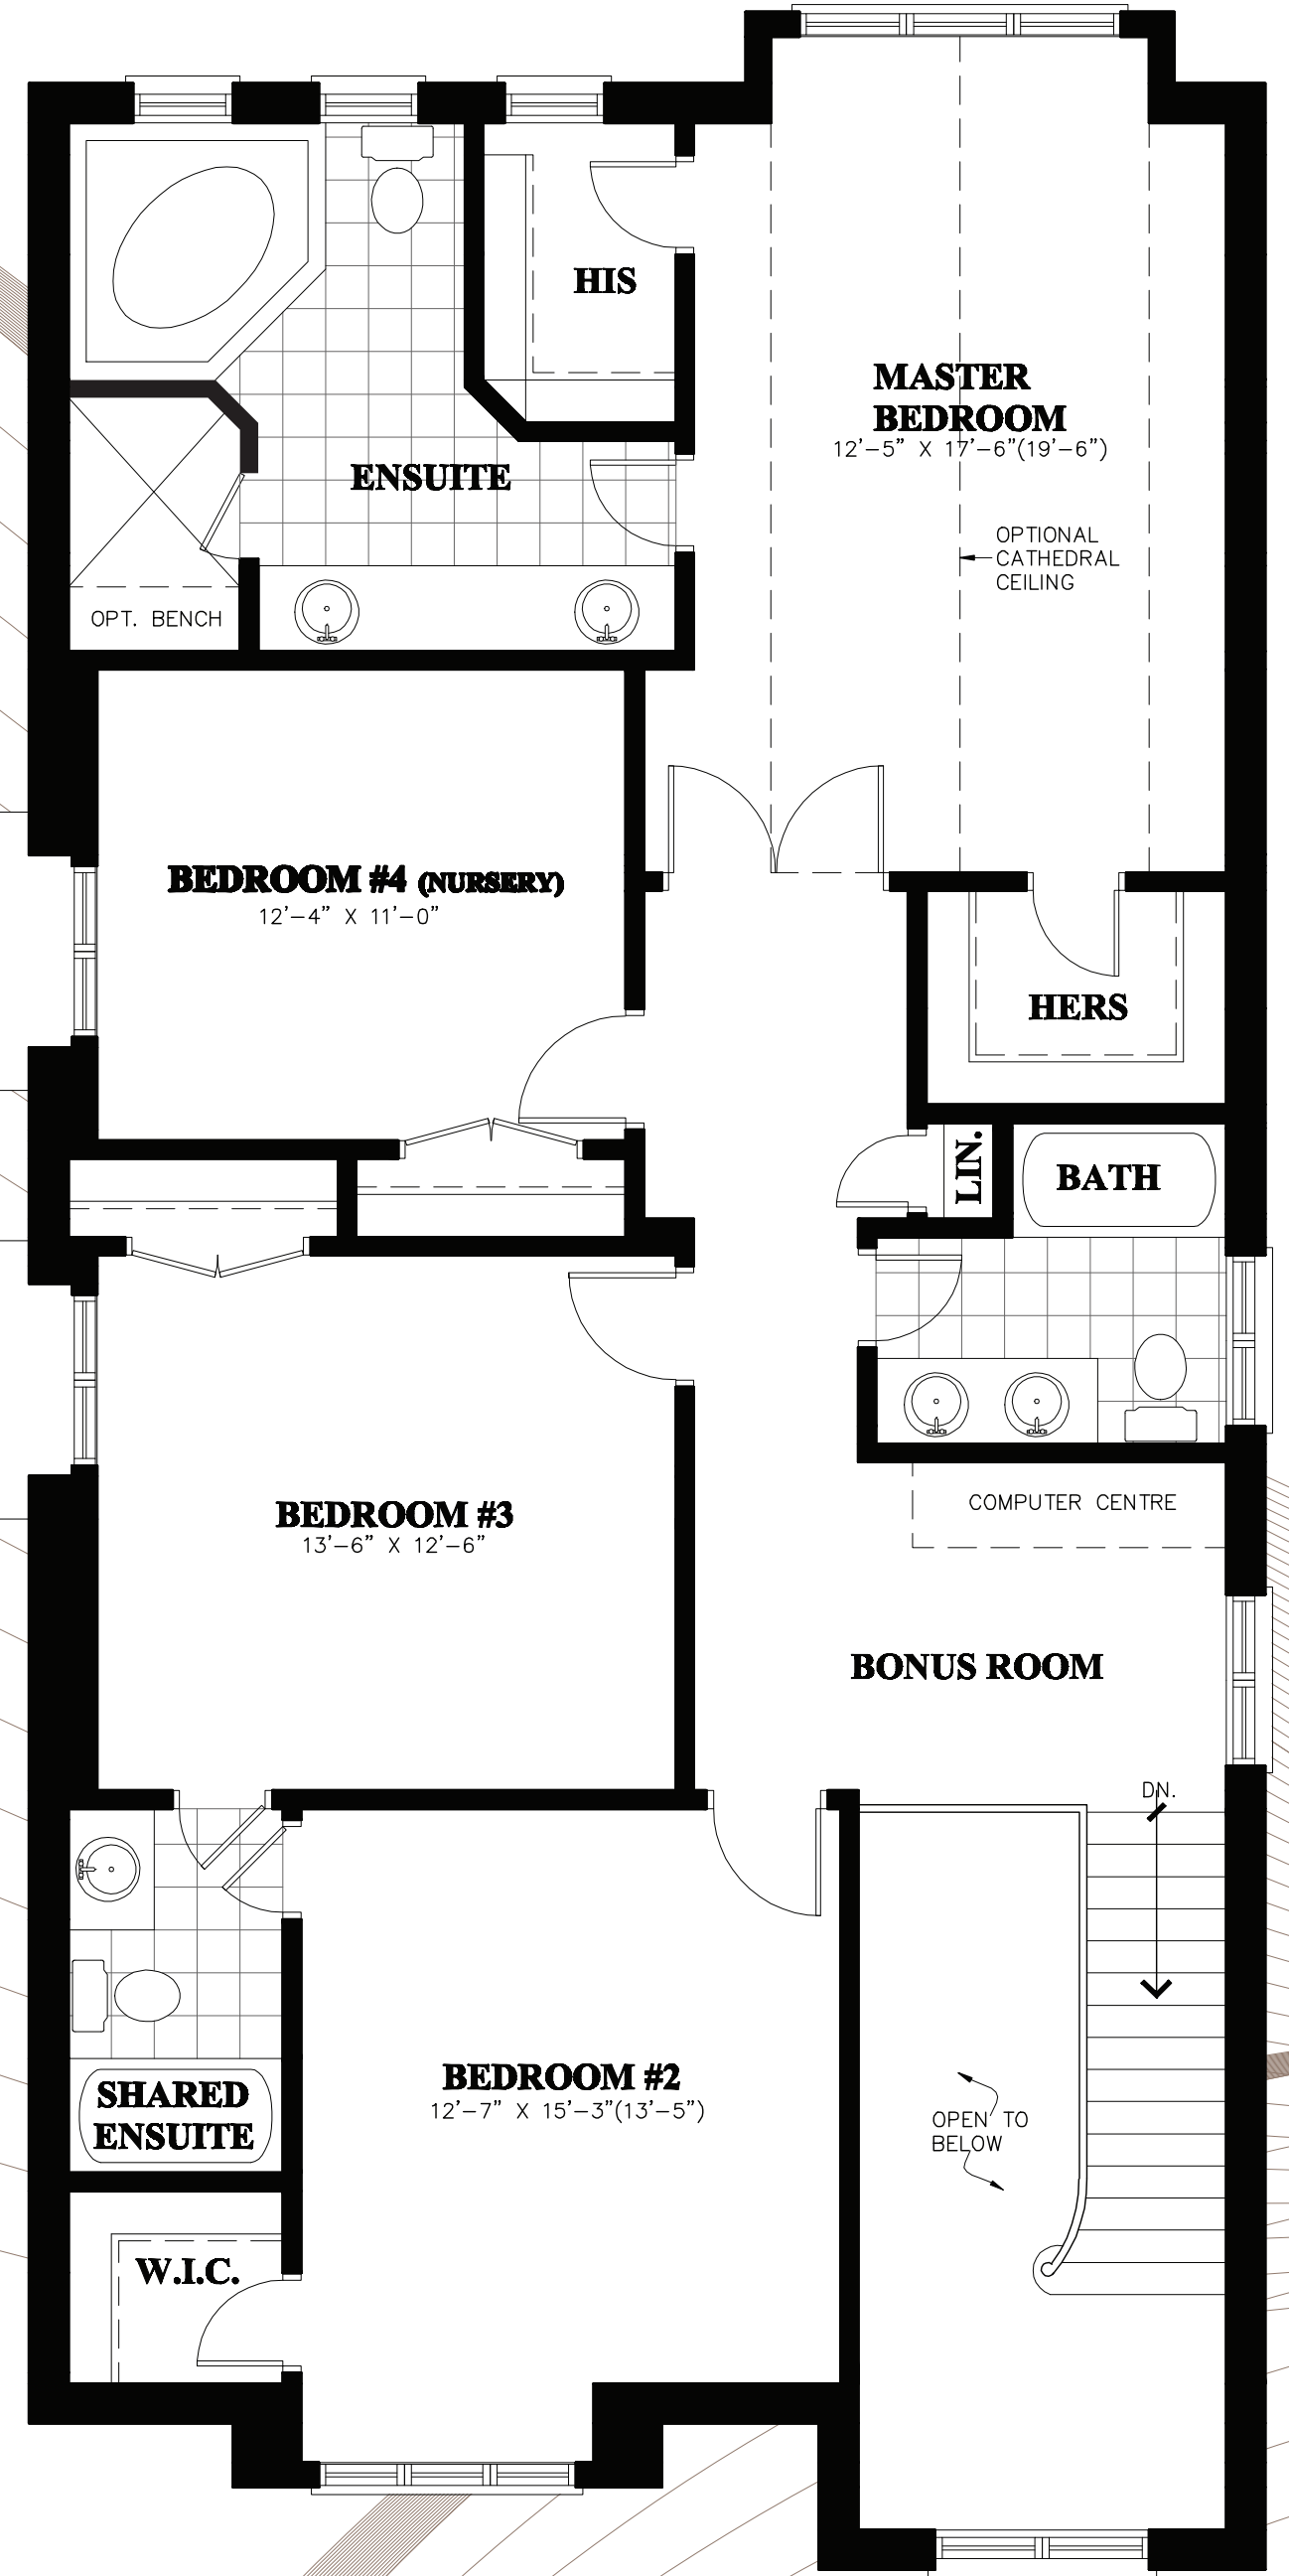 HIS
MASTER
BEDROOM
12'-5" X 17'-6"(19'-6")
ENSUITE
OPTIONAL
CATHEDRAL
CEILING
OPT. BENCH
BEDROOM #4 (NURSERY)
12'-4" X 11'-0"
HERS
LIN.
BATH
COMPUTER CENTRE
BEDROOM #3
13'-6" X 12'-6"
BONUS ROOM
DN.
BEDROOM #2
12'-7" X 15'-3"(13'-5")
SHARED
ENSUITE
OPEN TO
BELOW
W.I.C.